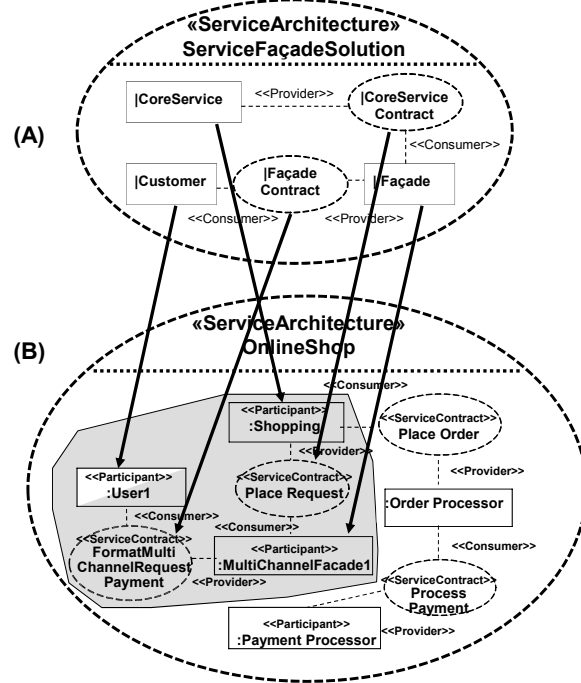 «ServiceArchitecture»
ServiceFaçadeSolution
(A)
|CoreService
<<Provider>>
|CoreService
Contract
<<Consumer>>
|Customer
|Façade
Contract
|Façade
<<Consumer>>
<<Provider>>
(B)
«ServiceArchitecture»
OnlineShop
<<Consumer>>
<<Participant>>
:Shopping
<<ServiceContract>>
Place Order
<<Provider>>
<<Participant>>
:User1
<<ServiceContract>>
Place Request
<<Provider>>
:Order Processor
<<Consumer>>
<<Consumer>>
<<ServiceContract>>
FormatMulti
ChannelRequest
Payment
<<Provider>>
<<Participant>>
:MultiChannelFacade1
<<Consumer>>
<<ServiceContract>>
Process
Payment
<<Participant>>
:Payment Processor
<<Provider>>